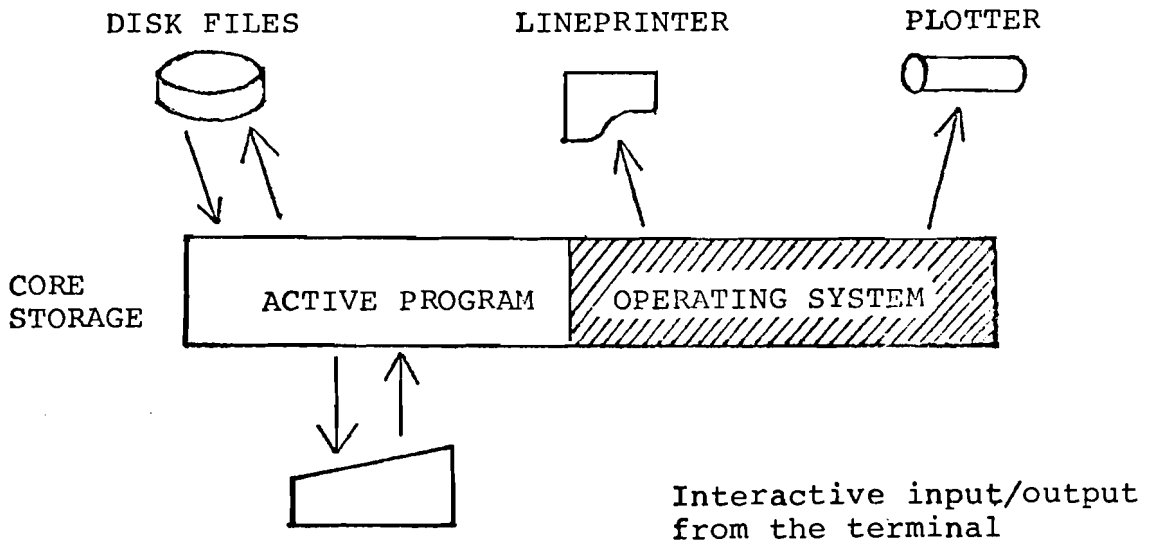 DISK FILES
LINEPRINTER
PLOTTER
CORE
STORAGE
ACTIVE PROGRAM
OPERATING SYSTEM
Interactive input/output
from the terminal